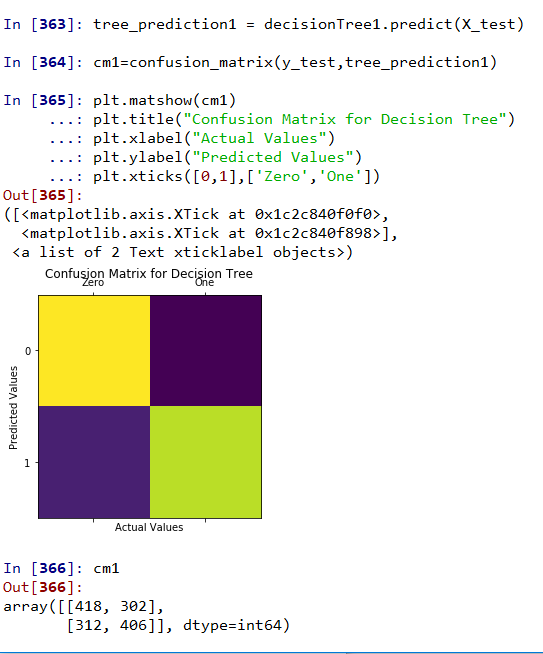 In [363]: tree_prediction1 = decisionTree1.predict(X_test)
In [364]: cm1=confusion_matrix(y_test,tree_prediction1)
In [365]: plt.matshow(cm1)
...: plt.title("Confusion Matrix for Decision Tree")
...: plt.xlabel("Actual Values")
...: plt.ylabel("Predicted Values")
...: plt.xticks([0,1],['Zero','One'])
Out[365]:
([<matplotlib.axis.XTick at 0x1c2c840f0f0>,
<matplotlib.axis.XTick at 0x1c2c840f898>],
<a list of 2 Text xticklabel objects>)
Confusion Matrix for Decision Tree
Zero One
0
Predicted Values
1
Actual Values
In [366]: cm1
Out[366]:
array([[418, 302],
[312, 406]], dtype=int64)